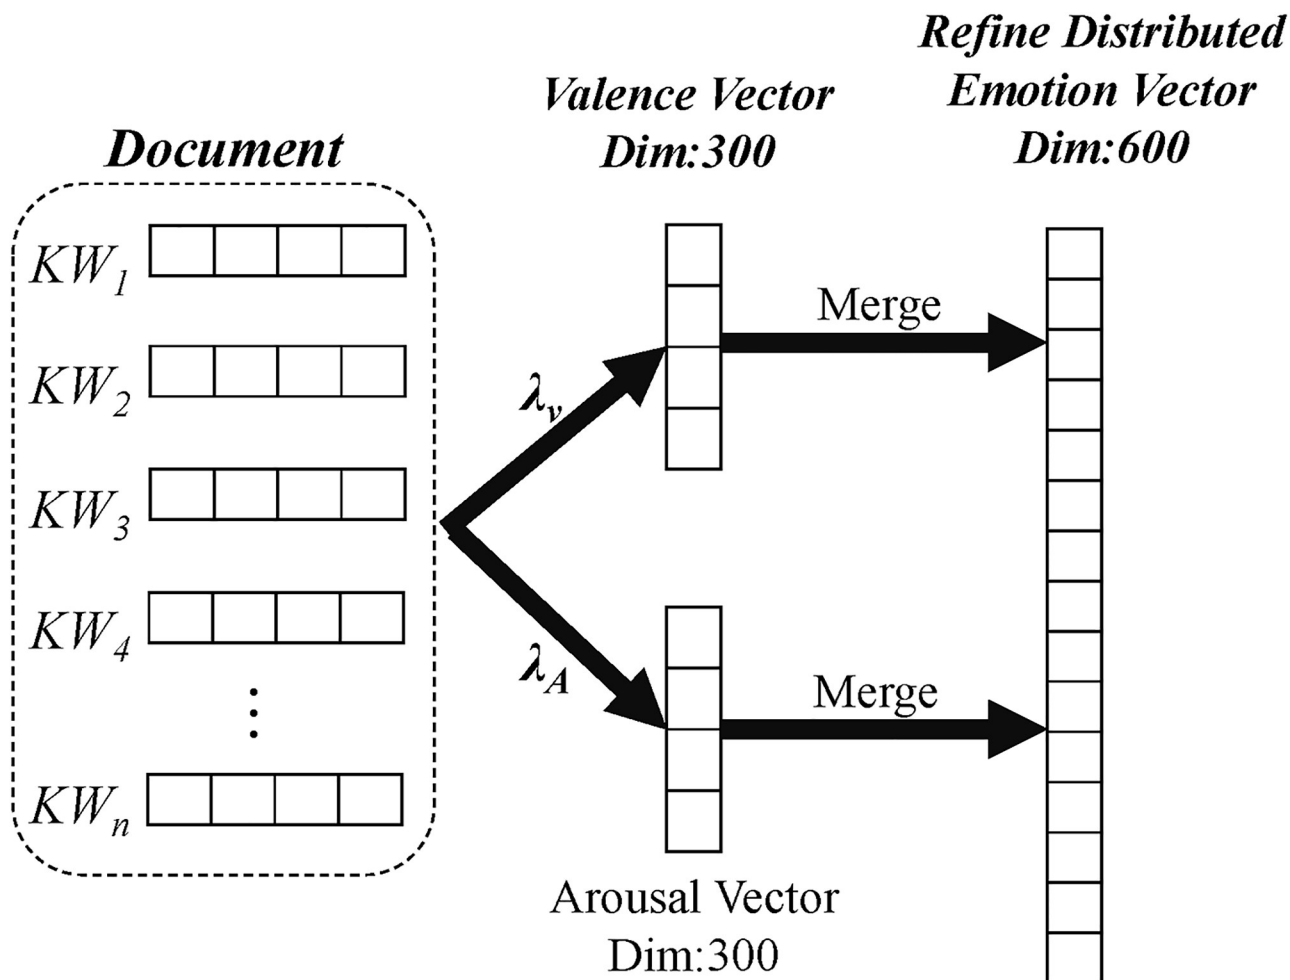 Refine Distributed
Emotion Vector
Dim:600
Valence Vector
Dim:300
Document
KW1
KW2
KW3
KW4
⋮
KWn
λv
λA
Merge
Merge
Arousal Vector
Dim:300